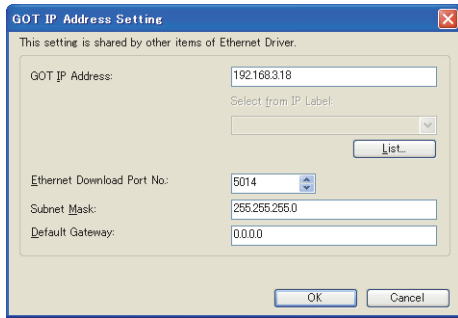 GOT IP Address Setting
This setting is shared by other items of Ethernet Driver.
GOT IP Address:
192.168.3.18
Select from IP Label:
List...
Ethernet Download Port No.:
5014
Subnet Mask:
255.255.255.0
Default Gateway:
0.0.0.0
OK
Cancel